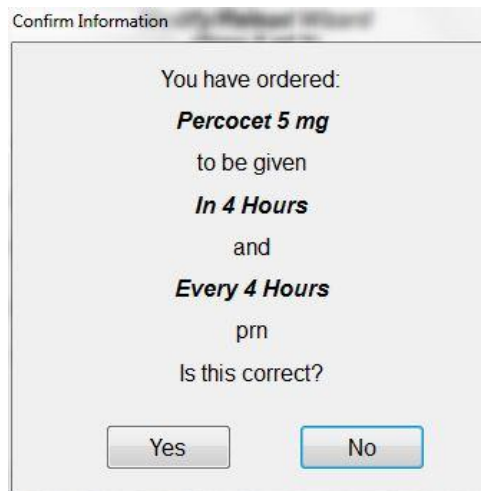 Confirm Information
You have ordered:
Percocet 5 mg
to be given
In 4 Hours
and
Every 4 Hours
prn
Is this correct?
Yes No